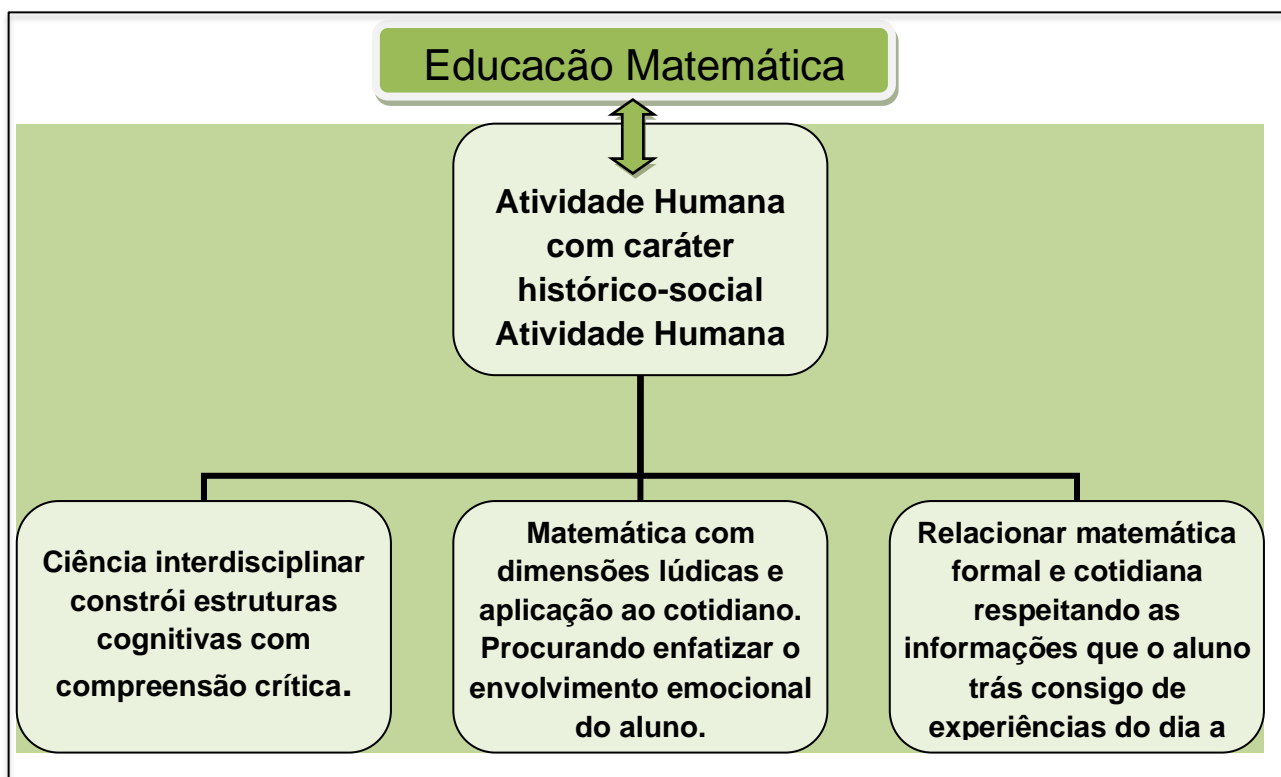 Educacão Matemática
Atividade Humana
com caráter
histórico-social
Atividade Humana
Ciência interdisciplinar
constrói estruturas
cognitivas com
compreensão crítica.
Matemática com
dimensões lúdicas e
aplicação ao cotidiano.
Procurando enfatizar o
envolvimento emocional
do aluno.
Relacionar matemática
formal e cotidiana
respeitando as
informações que o aluno
trás consigo de
experiências do dia a